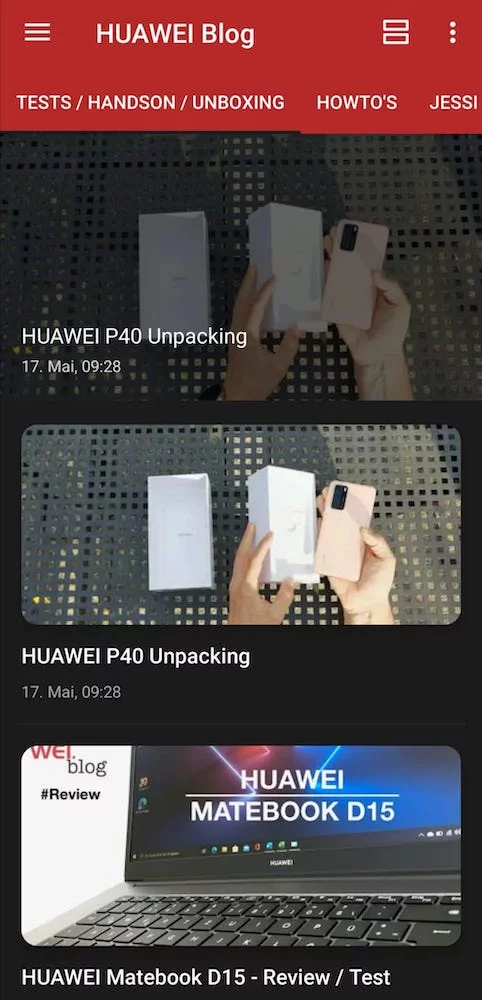 HUAWEI Blog
TESTS / HANDSON / UNBOXING
HOWTO'S
JESSI
HUAWEI P40 Unpacking
17. Mai, 09:28
HUAWEI P40 Unpacking
17. Mai, 09:28
WEI.
blog
#Review
HUAWEI
MATEBOOK D15
HUAWEI
HUAWEI Matebook D15 - Review / Test